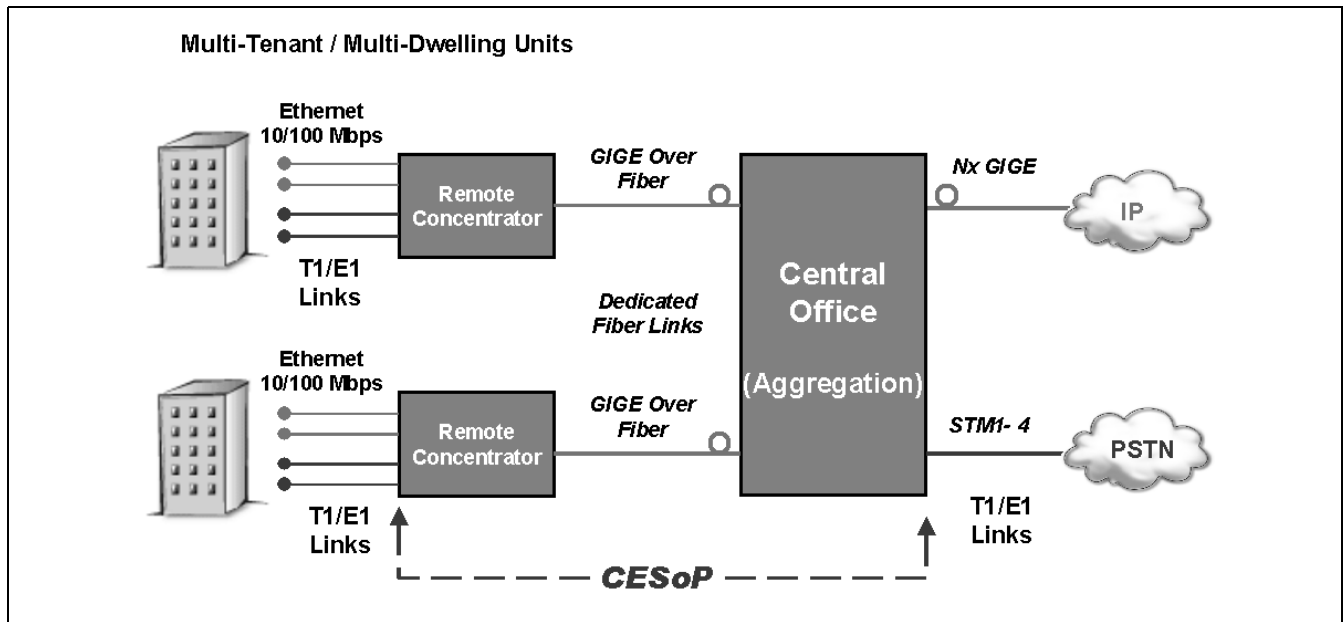 Multi-Tenant / Multi-Dwelling Units
Ethernet
10/100 Mbps
Remote
Concentrator
T1/E1
Links
GIGE Over
Fiber
Dedicated
Fiber Links
Central
Office
(Aggregation)
Nx GIGE
IP
Ethernet
10/100 Mbps
Remote
Concentrator
T1/E1
Links
GIGE Over
Fiber
STM1- 4
PSTN
T1/E1
Links
CESoP